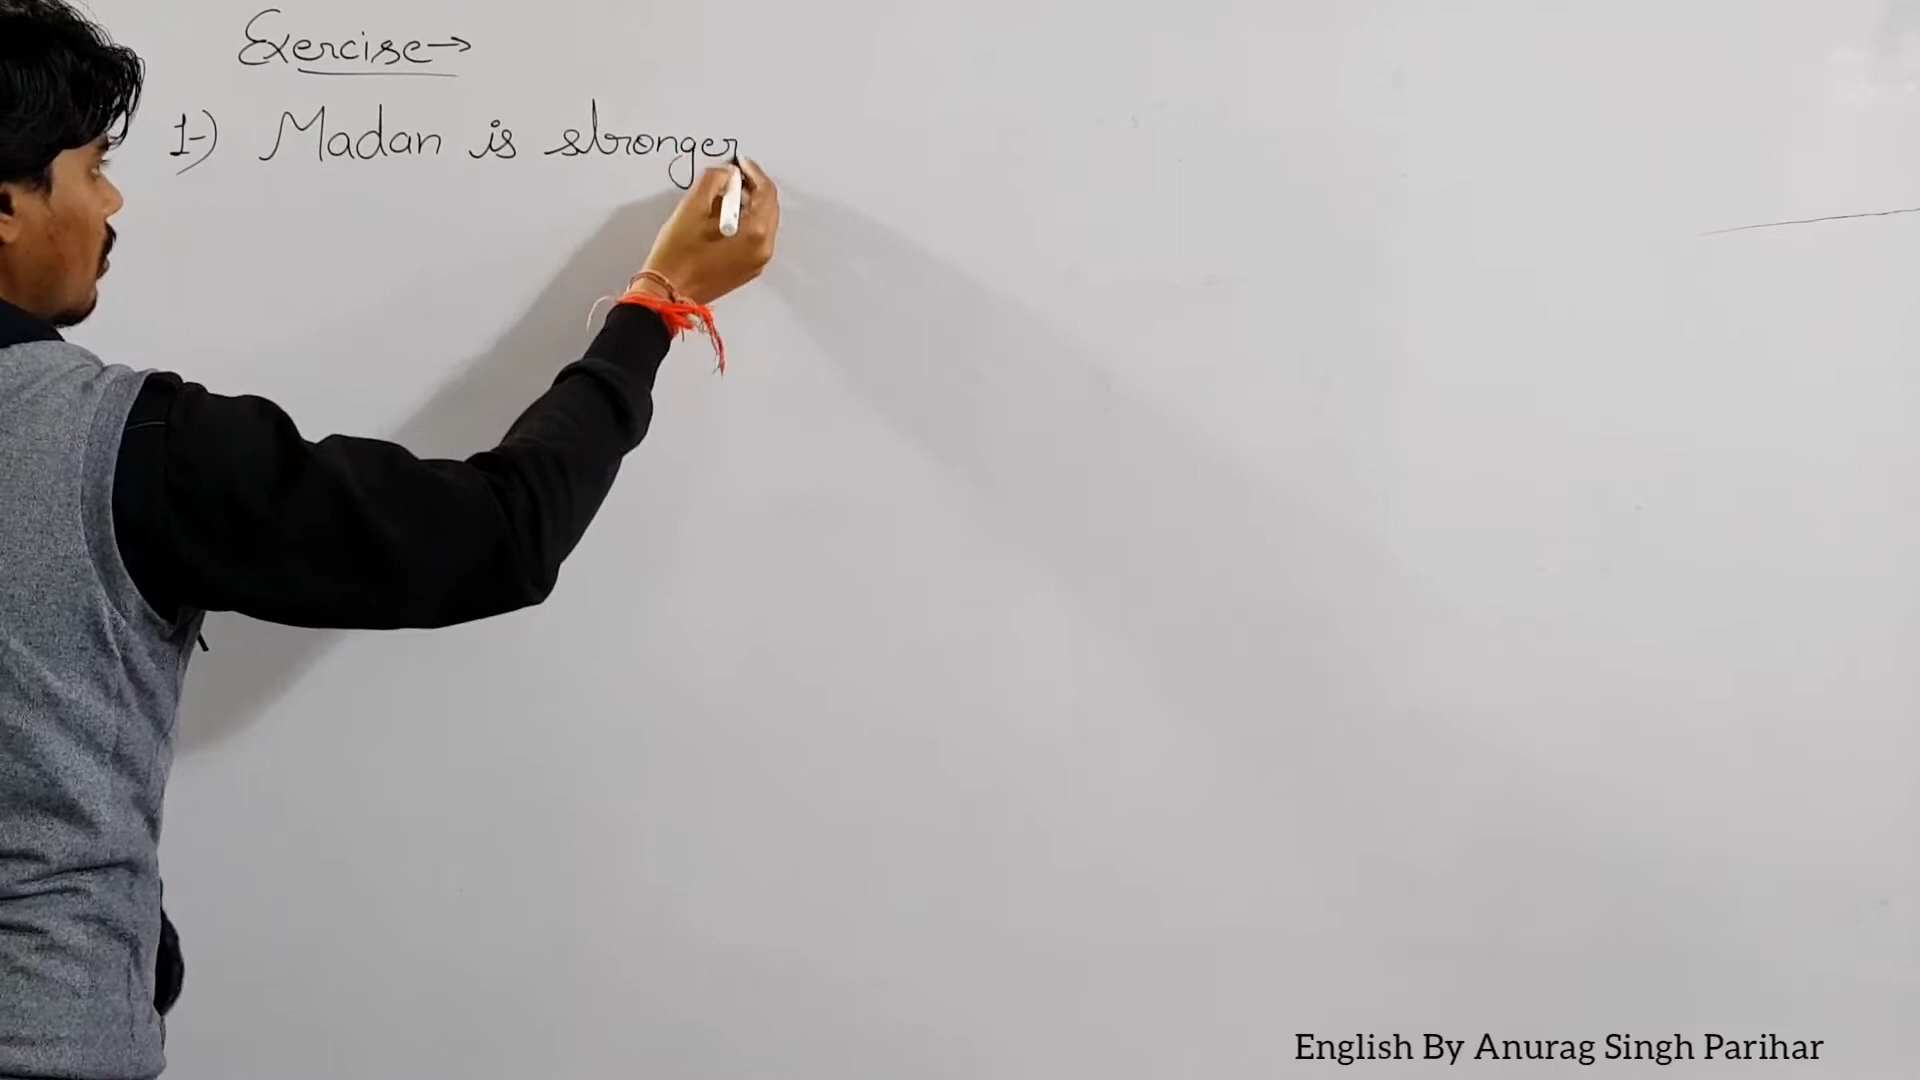 Exercise→
1-) Madan is stronger
English By Anurag Singh Parihar